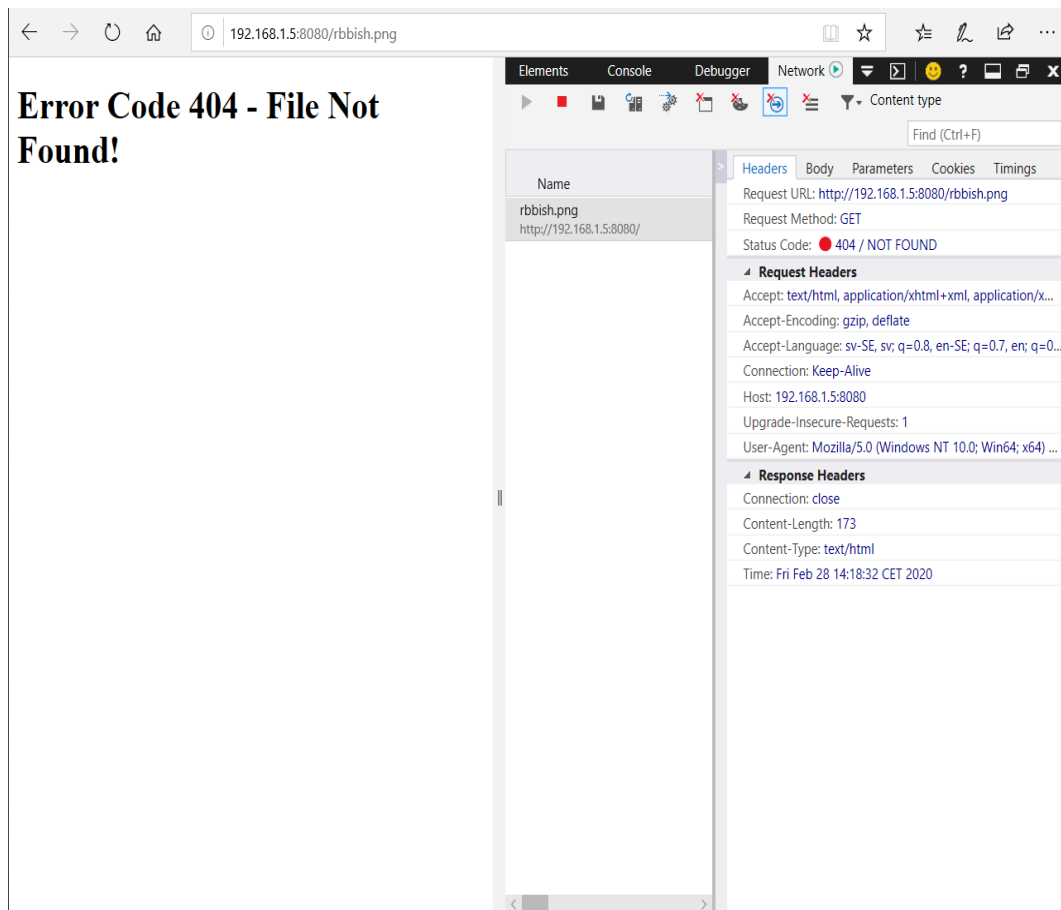 192.168.1.5:8080/rbbish.png
Error Code 404 - File Not
Found!
Elements Console Debugger Network
Content type
Find (Ctrl+F)
Name
rbbish.png
http://192.168.1.5:8080/
Headers Body Parameters Cookies Timings
Request URL: http://192.168.1.5:8080/rbbish.png
Request Method: GET
Status Code: 404 / NOT FOUND
Request Headers
Accept: text/html, application/xhtml+xml, application/x...
Accept-Encoding: gzip, deflate
Accept-Language: sv-SE, sv; q=0.8, en-SE; q=0.7, en; q=0...
Connection: Keep-Alive
Host: 192.168.1.5:8080
Upgrade-Insecure-Requests: 1
User-Agent: Mozilla/5.0 (Windows NT 10.0; Win64; x64) ...
Response Headers
Connection: close
Content-Length: 173
Content-Type: text/html
Time: Fri Feb 28 14:18:32 CET 2020